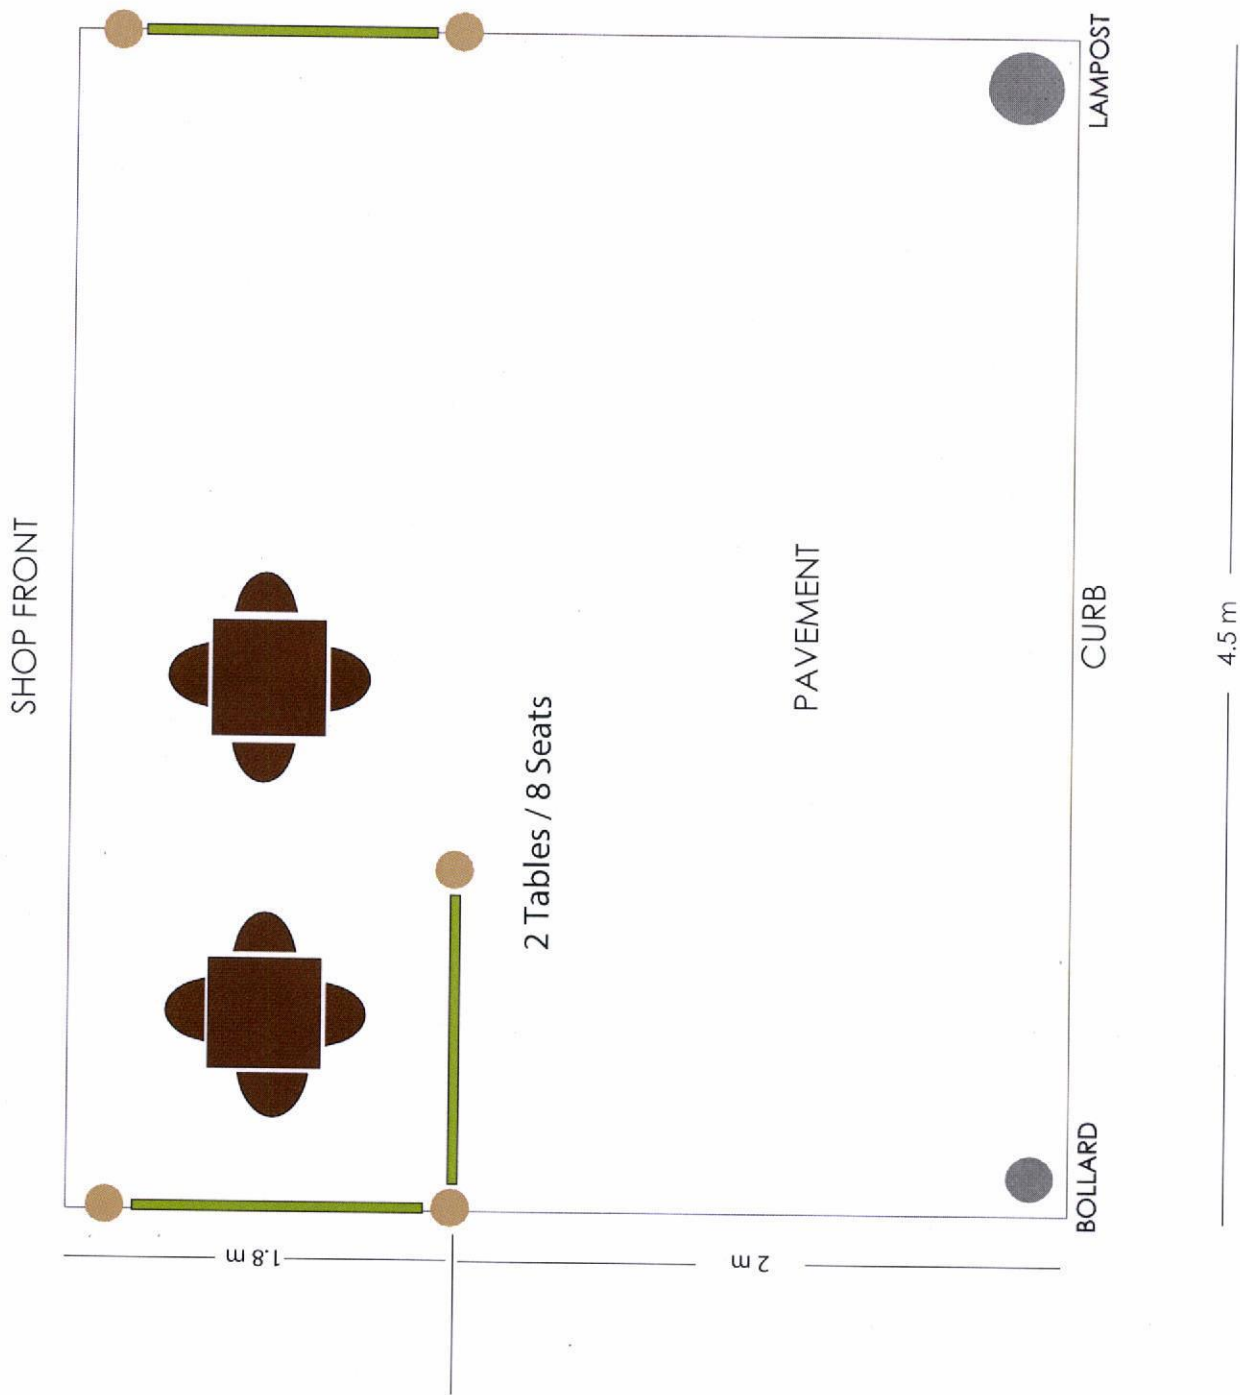 SHOP FRONT
2 Tables / 8 Seats
PAVEMENT
CURB
BOLLARD
LAMPOST
1.8 m
2 m
4.5 m